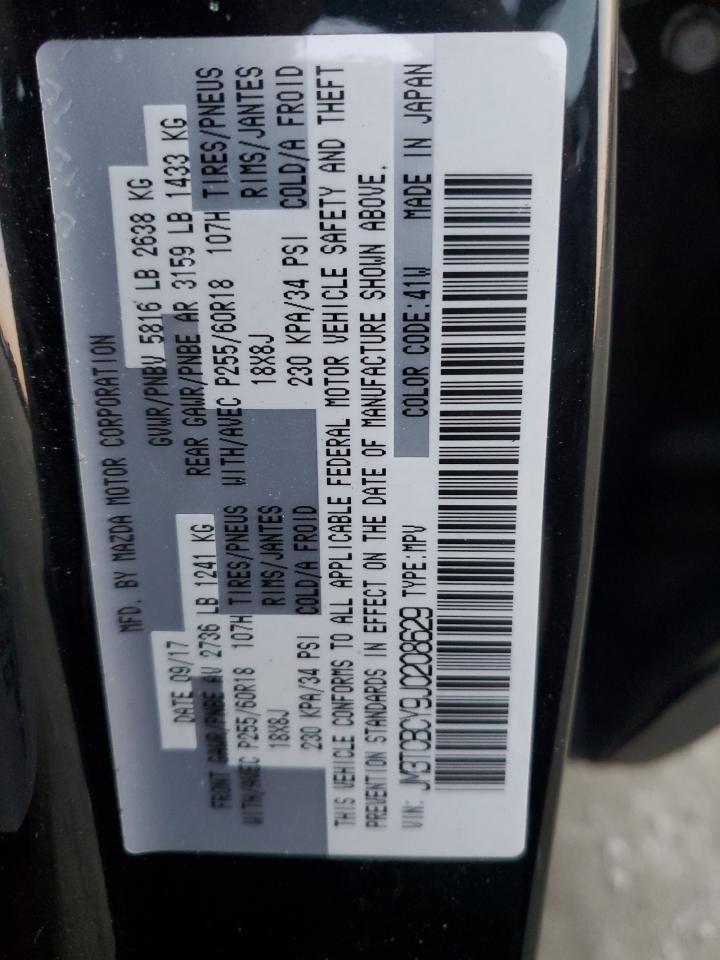 MFD. BY MAZDA MOTOR CORPORATION
DATE 09/17 GVWR/PNBV 5816 LB 2638 KG
FRONT GAWR/PNBE AV 2736 LB 1241 KG REAR GAWR/PNBE AR 3159 LB 1433 KG
WITH/AVEC P255/60R18 107H TIRES/PNEUS WITH/AVEC P255/60R18 107H TIRES/PNEUS
18X8J RIMS/JANTES 18X8J RIMS/JANTES
230 KPA/34 PSI COLD/A FROID 230 KPA/34 PSI COLD/A FROID
THIS VEHICLE CONFORMS TO ALL APPLICABLE FEDERAL MOTOR VEHICLE SAFETY AND THEFT
PREVENTION STANDARDS IN EFFECT ON THE DATE OF MANUFACTURE SHOWN ABOVE.
VIN: JM3TCBCY9J0208629 TYPE:MPV COLOR CODE:41W MADE IN JAPAN